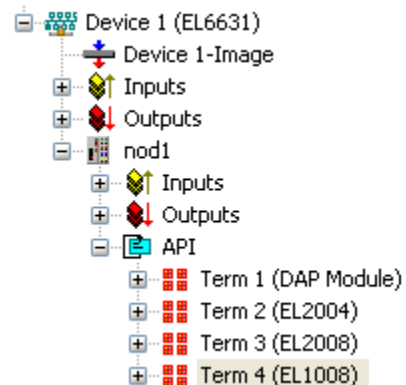 Device 1 (EL6631)
Device 1-Image
Inputs
Outputs
nod1
Inputs
Outputs
API
Term 1 (DAP Module)
Term 2 (EL2004)
Term 3 (EL2008)
Term 4 (EL1008)